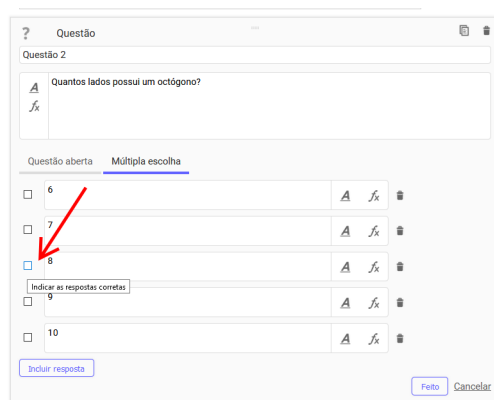 ? Questão
Questão 2
A Quantos lados possui um octógono?
fx
Questão aberta Múltipla escolha
6 A fx
7 A fx
8 A fx
Indicar as respostas corretas
9 A fx
10 A fx
Incluir resposta
Feito Cancelar